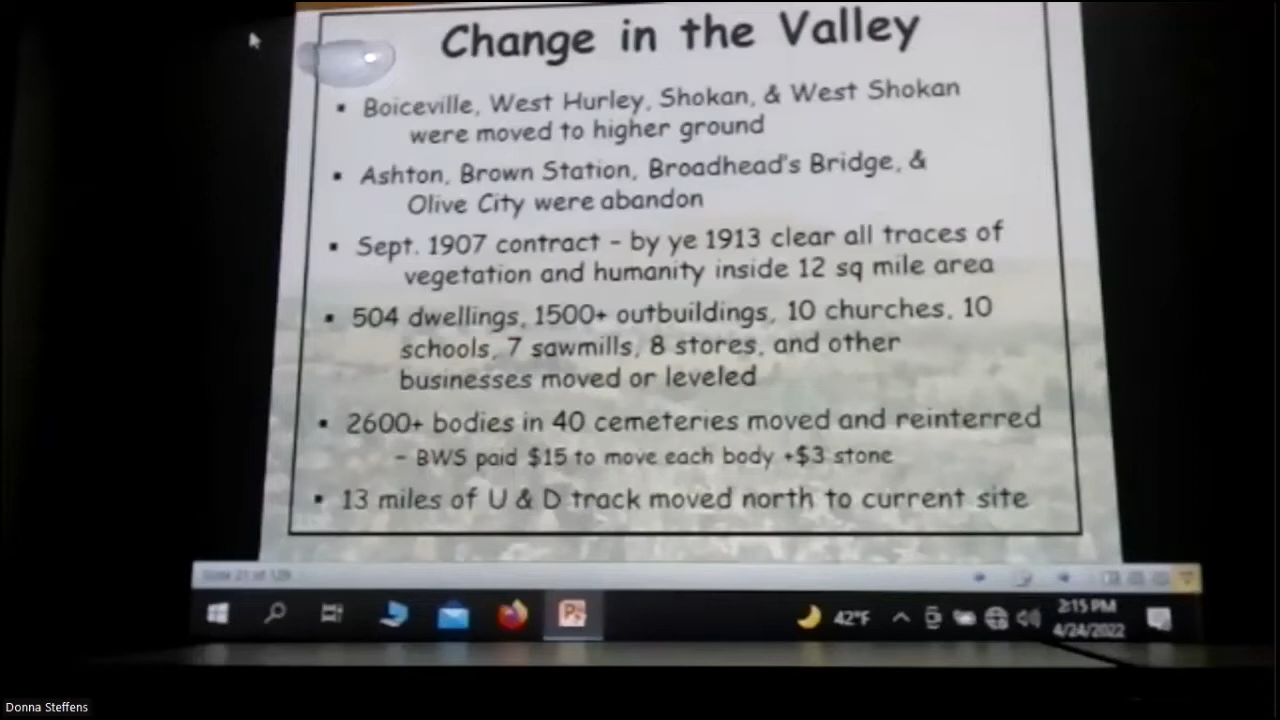 Change in the Valley
▪ Boiceville, West Hurley, Shokan, & West Shokan
were moved to higher ground
▪ Ashton, Brown Station, Broadhead's Bridge, &
Olive City were abandon
▪ Sept. 1907 contract - by ye 1913 clear all traces of
vegetation and humanity inside 12 sq mile area
▪ 504 dwellings, 1500+ outbuildings, 10 churches, 10
schools, 7 sawmills, 8 stores, and other
businesses moved or leveled
▪ 2600+ bodies in 40 cemeteries moved and reinterred
– BWS paid $15 to move each body +$3 stone
▪ 13 miles of U & D track moved north to current site
Slide 21 of 129
42°F
2:15 PM
4/24/2022
Donna Steffens